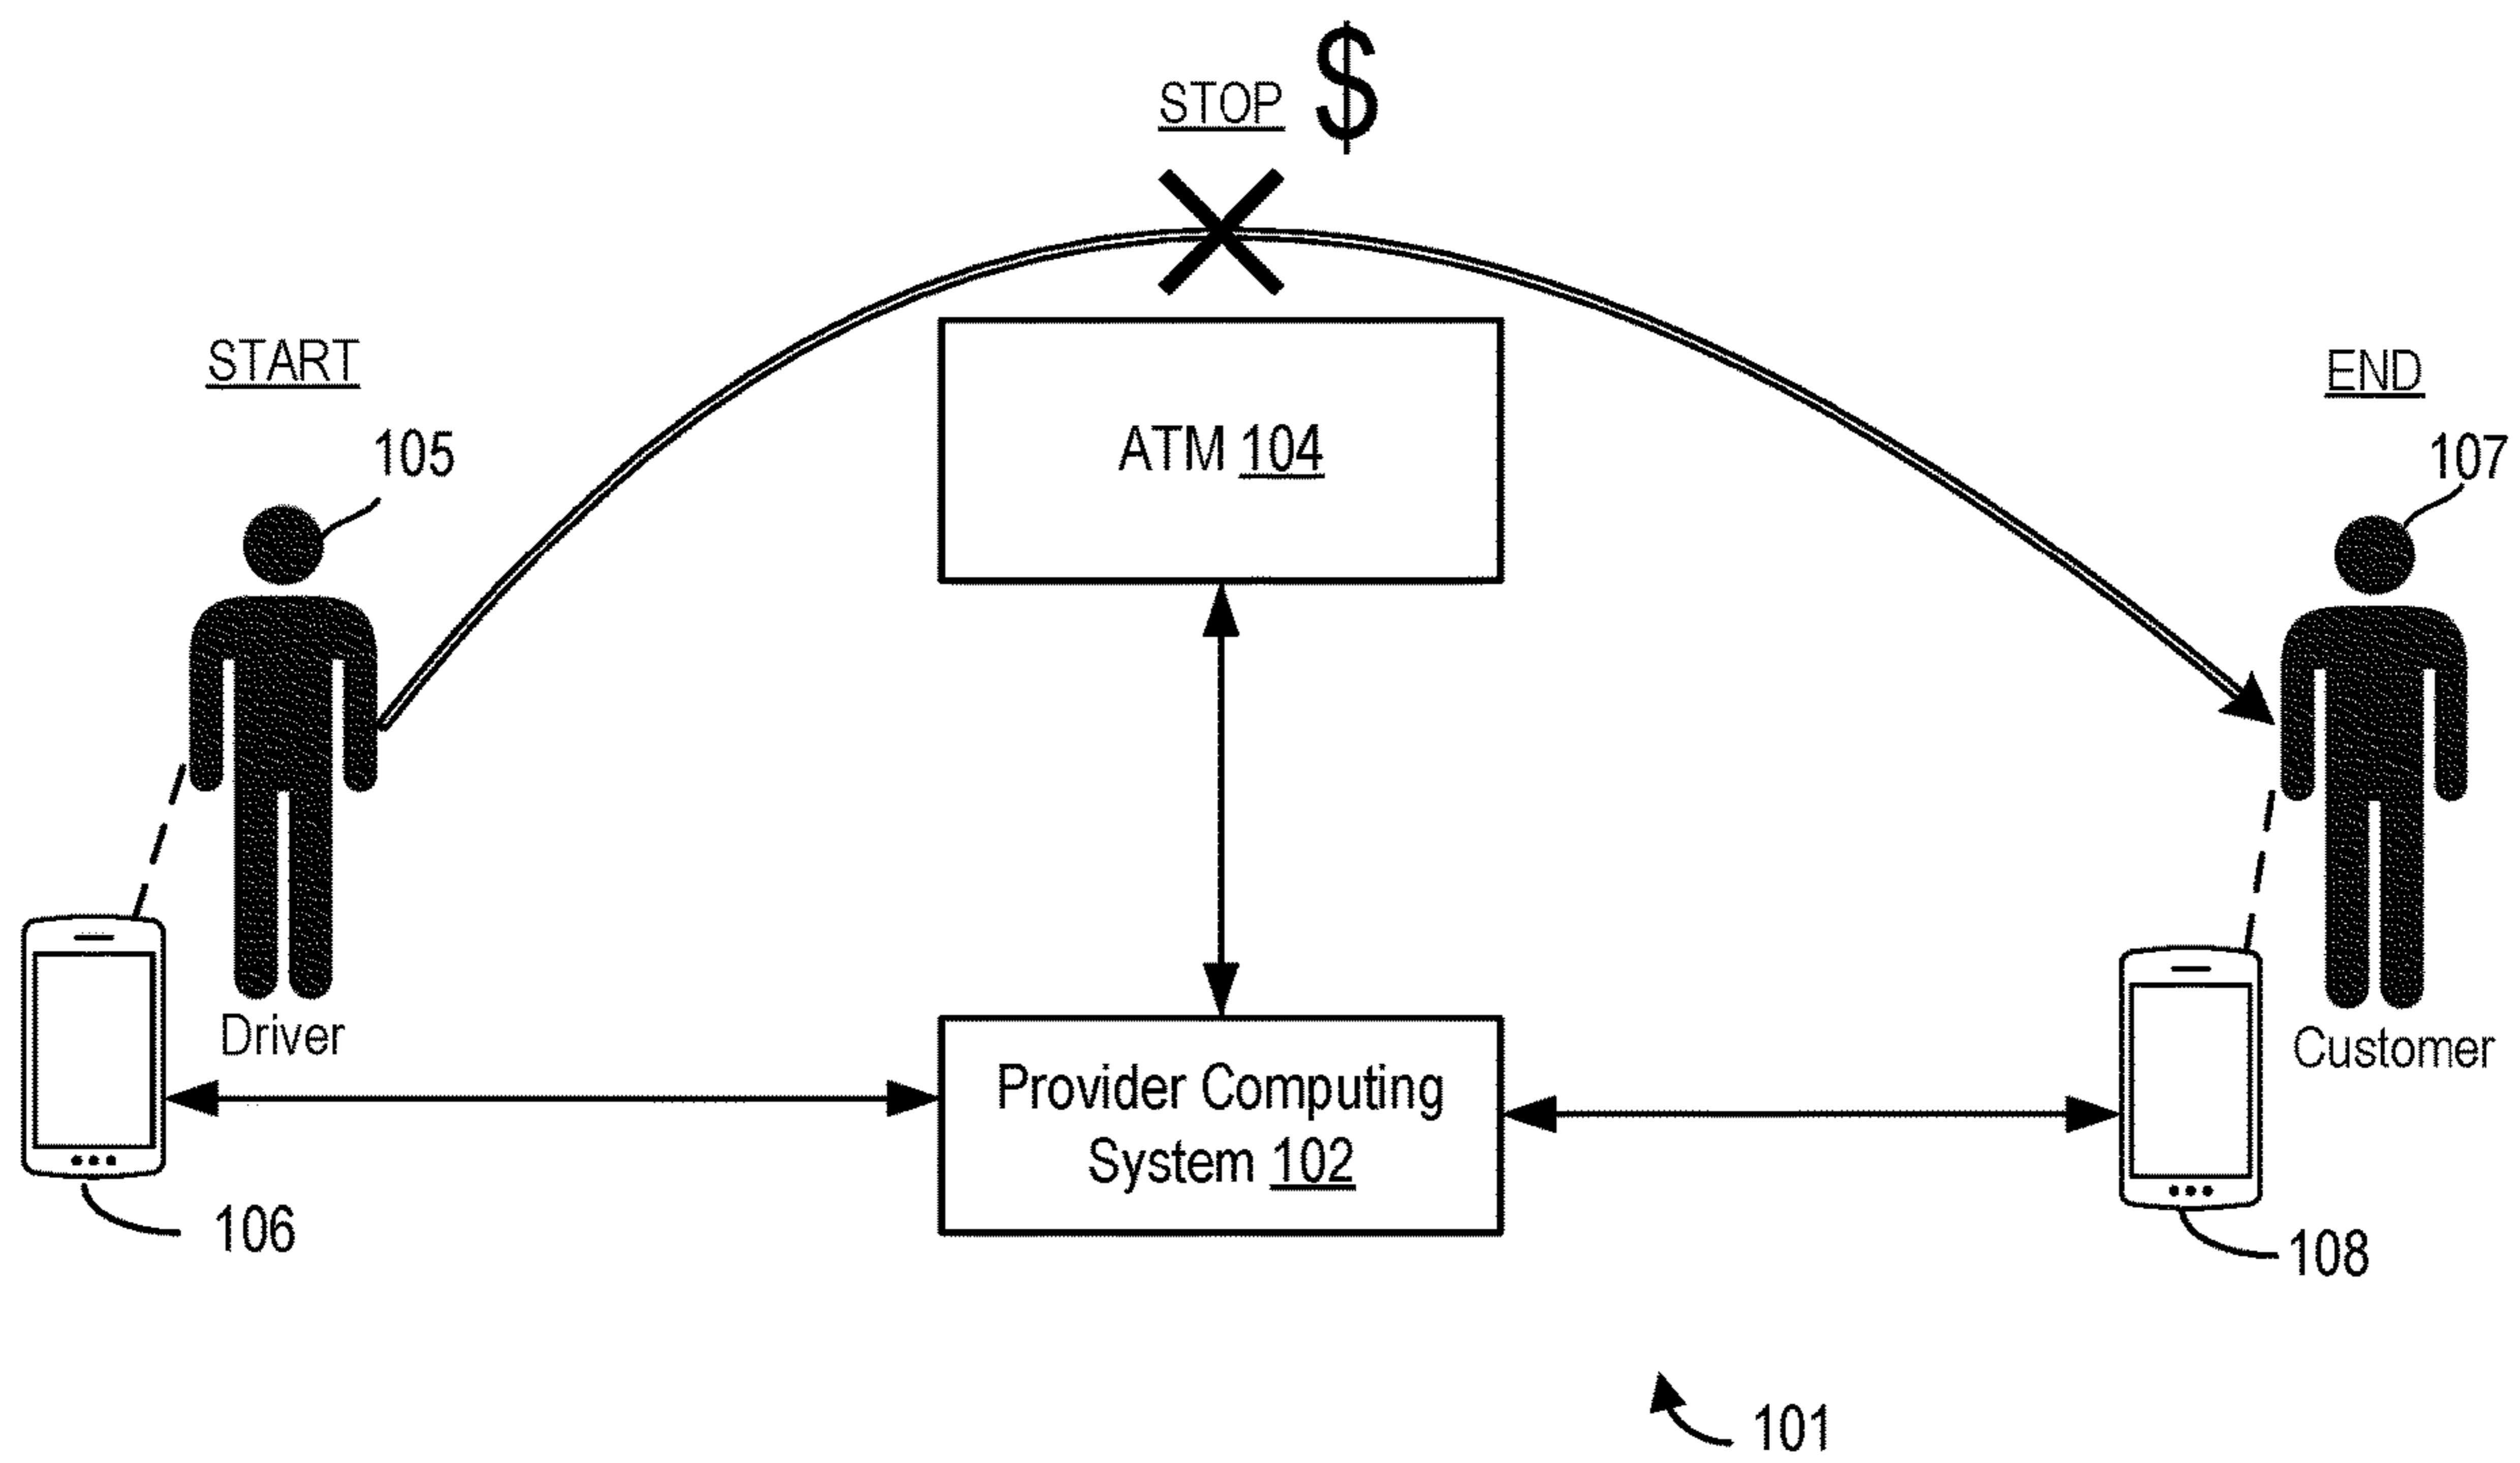 STOP $
START
END
105
107
ATM 104
Driver
Customer
Provider Computing
System 102
106
108
101